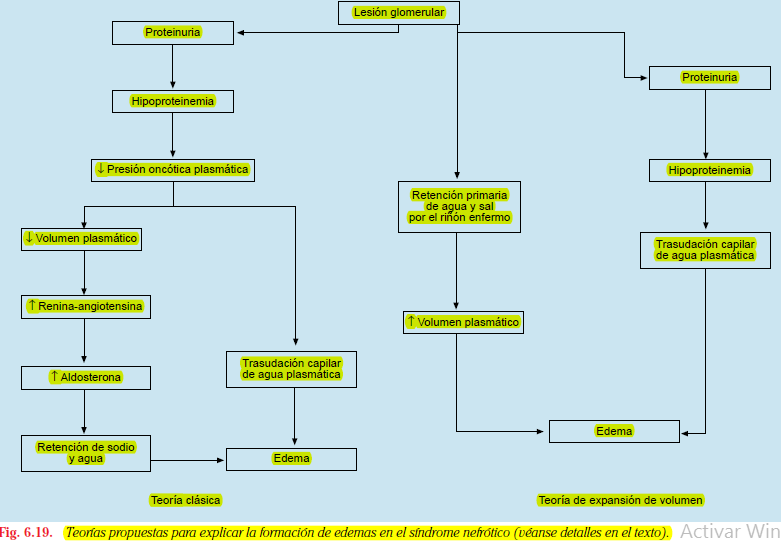 Lesión glomerular
Proteinuria
Hipoproteinemia
↓ Presión oncótica plasmática
↓ Volumen plasmático
↑ Renina-angiotensina
↑ Aldosterona
Retención de sodio
y agua
Trasudación capilar
de agua plasmática
Edema
Teoría clásica
Retención primaria
de agua y sal
por el riñón enfermo
↑ Volumen plasmático
Proteinuria
Hipoproteinemia
Trasudación capilar
de agua plasmática
Edema
Teoría de expansión de volumen
Fig. 6.19. Teorías propuestas para explicar la formación de edemas en el síndrome nefrótico (véanse detalles en el texto).
Activar Win